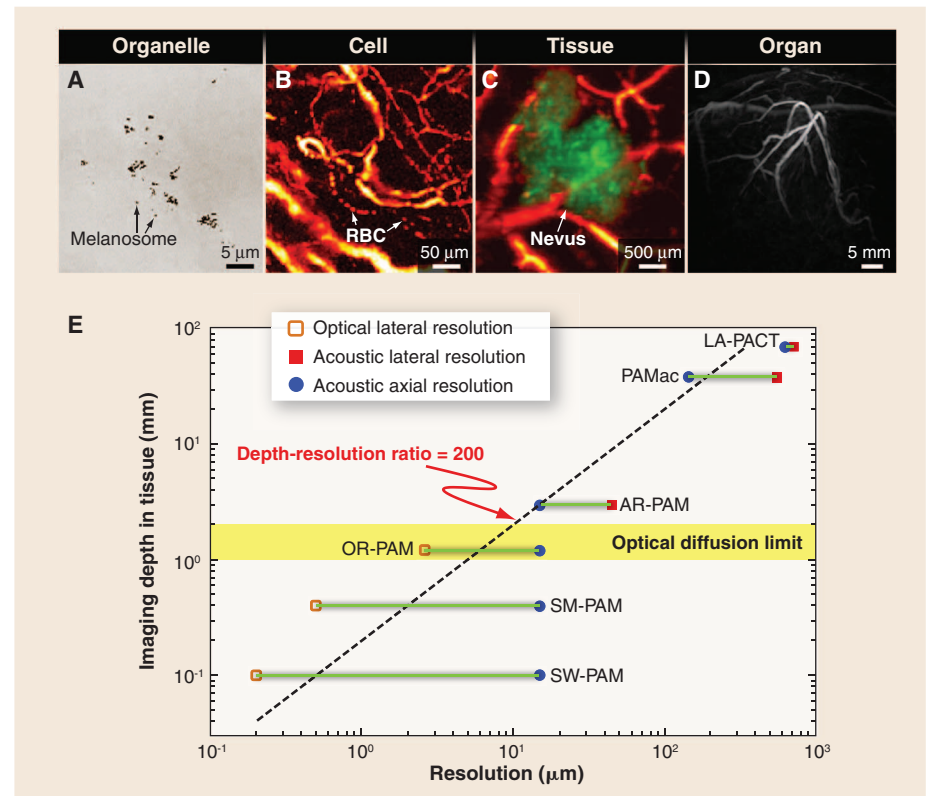 Organelle
Cell
Tissue
Organ
A
B
C
D
Melanosome
5 µm
RBC
50 µm
Nevus
500 µm
5 mm
E
Optical lateral resolution
Acoustic lateral resolution
Acoustic axial resolution
LA-PACT
PAMac
Depth-resolution ratio = 200
AR-PAM
OR-PAM
Optical diffusion limit
SM-PAM
SW-PAM
Imaging depth in tissue (mm)
10²
10¹
10⁰
10⁻¹
10⁻¹ 10⁰ 10¹ 10² 10³
Resolution (µm)